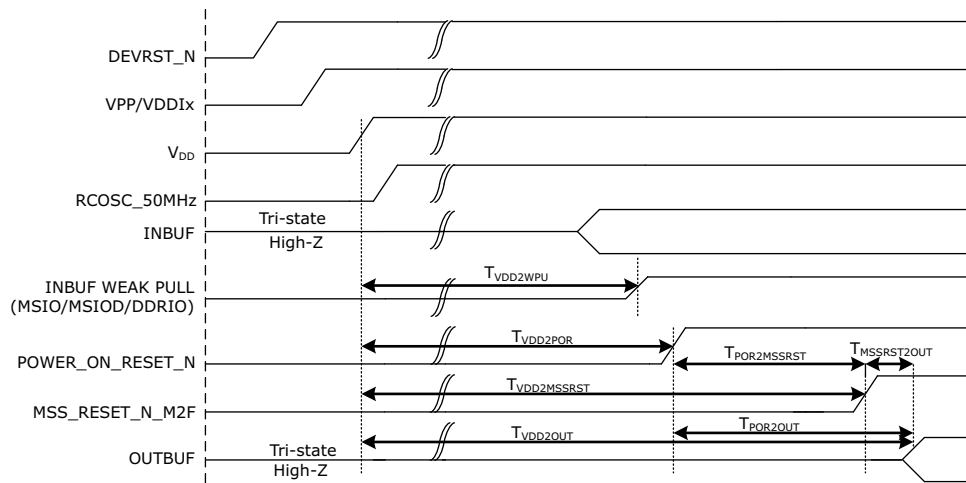 DEVRST_N
VPP/VDDIx
VDD
RCOSC_50MHz
Tri-state
INBUF
High-Z
TVDD2WPU
INBUF WEAK PULL
(MSIO/MSIOD/DDRIO)
TVDD2POR
POWER_ON_RESET_N
TPOR2MSSRST
TMSSRST2OUT
TVDD2MSSRST
MSS_RESET_N_M2F
TPOR2OUT
TVDD2OUT
Tri-state
OUTBUF
High-Z